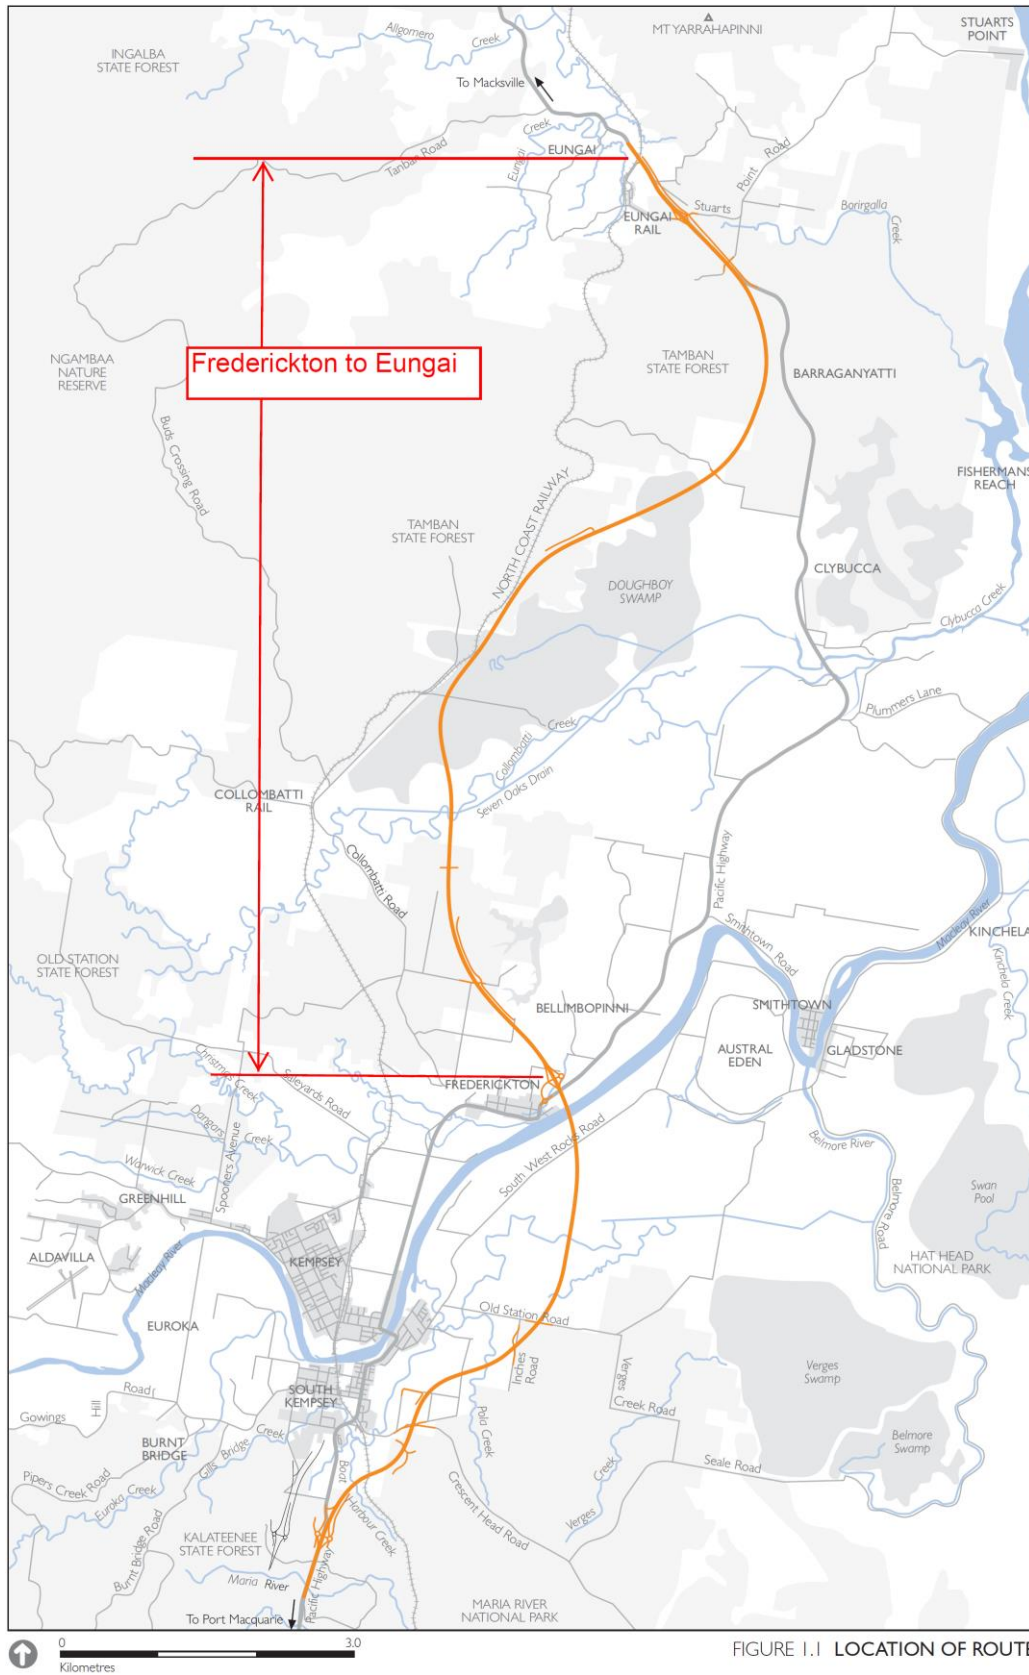 Allgomero Creek
MT YARRAHAPINNI
STUARTS
POINT
INGALBA
STATE FOREST
To Macksville
Eungai Creek
EUNGAI
Tamban Road
Stuarts Point Road
Borirgalla Creek
EUNGAI
RAIL
NGAMBAA
NATURE
RESERVE
Frederickton to Eungai
TAMBAN
STATE FOREST
BARRAGANYATTI
Buds Crossing Road
FISHERMANS
REACH
NORTH COAST RAILWAY
TAMBAN
STATE FOREST
DOUGHBOY
SWAMP
CLYBUCCA
Clybucca Creek
Plummers Lane
Collombatti Creek
Seven Oaks Drain
COLLOMBATTI
RAIL
Collombatti Road
Pacific Highway
Smithtown Road
Macleay River
KINCHELA
Kinchela Creek
OLD STATION
STATE FOREST
BELLIMBOPINNI
SMITHTOWN
AUSTRAL
EDEN
GLADSTONE
Christmas Creek
Saleyards Road
FREDERICKTON
Dangars Creek
Spooners Avenue
South West Rocks Road
Belmore River
Warwick Creek
GREENHILL
Belmore Road
Swan
Pool
ALDAVILLA
Macleay River
KEMPSEY
HAT HEAD
NATIONAL PARK
EUROKA
Old Station Road
Inches
Road
Verges
Creek Road
Verges
Swamp
SOUTH
KEMPSEY
Gowings Hill Road
Pola Creek
BURNT
BRIDGE
Gills Bridge Creek
Belmore
Swamp
Seale Road
Pipers Creek Road
Euroka Creek
Boat Harbour Creek
Crescent Head Road
Verges Creek
Burnt Bridge Road
KALATEENEE
STATE FOREST
Maria River
Pacific Highway
MARIA RIVER
NATIONAL PARK
To Port Macquarie
0 3.0
Kilometres
FIGURE 1.1 LOCATION OF ROUTE